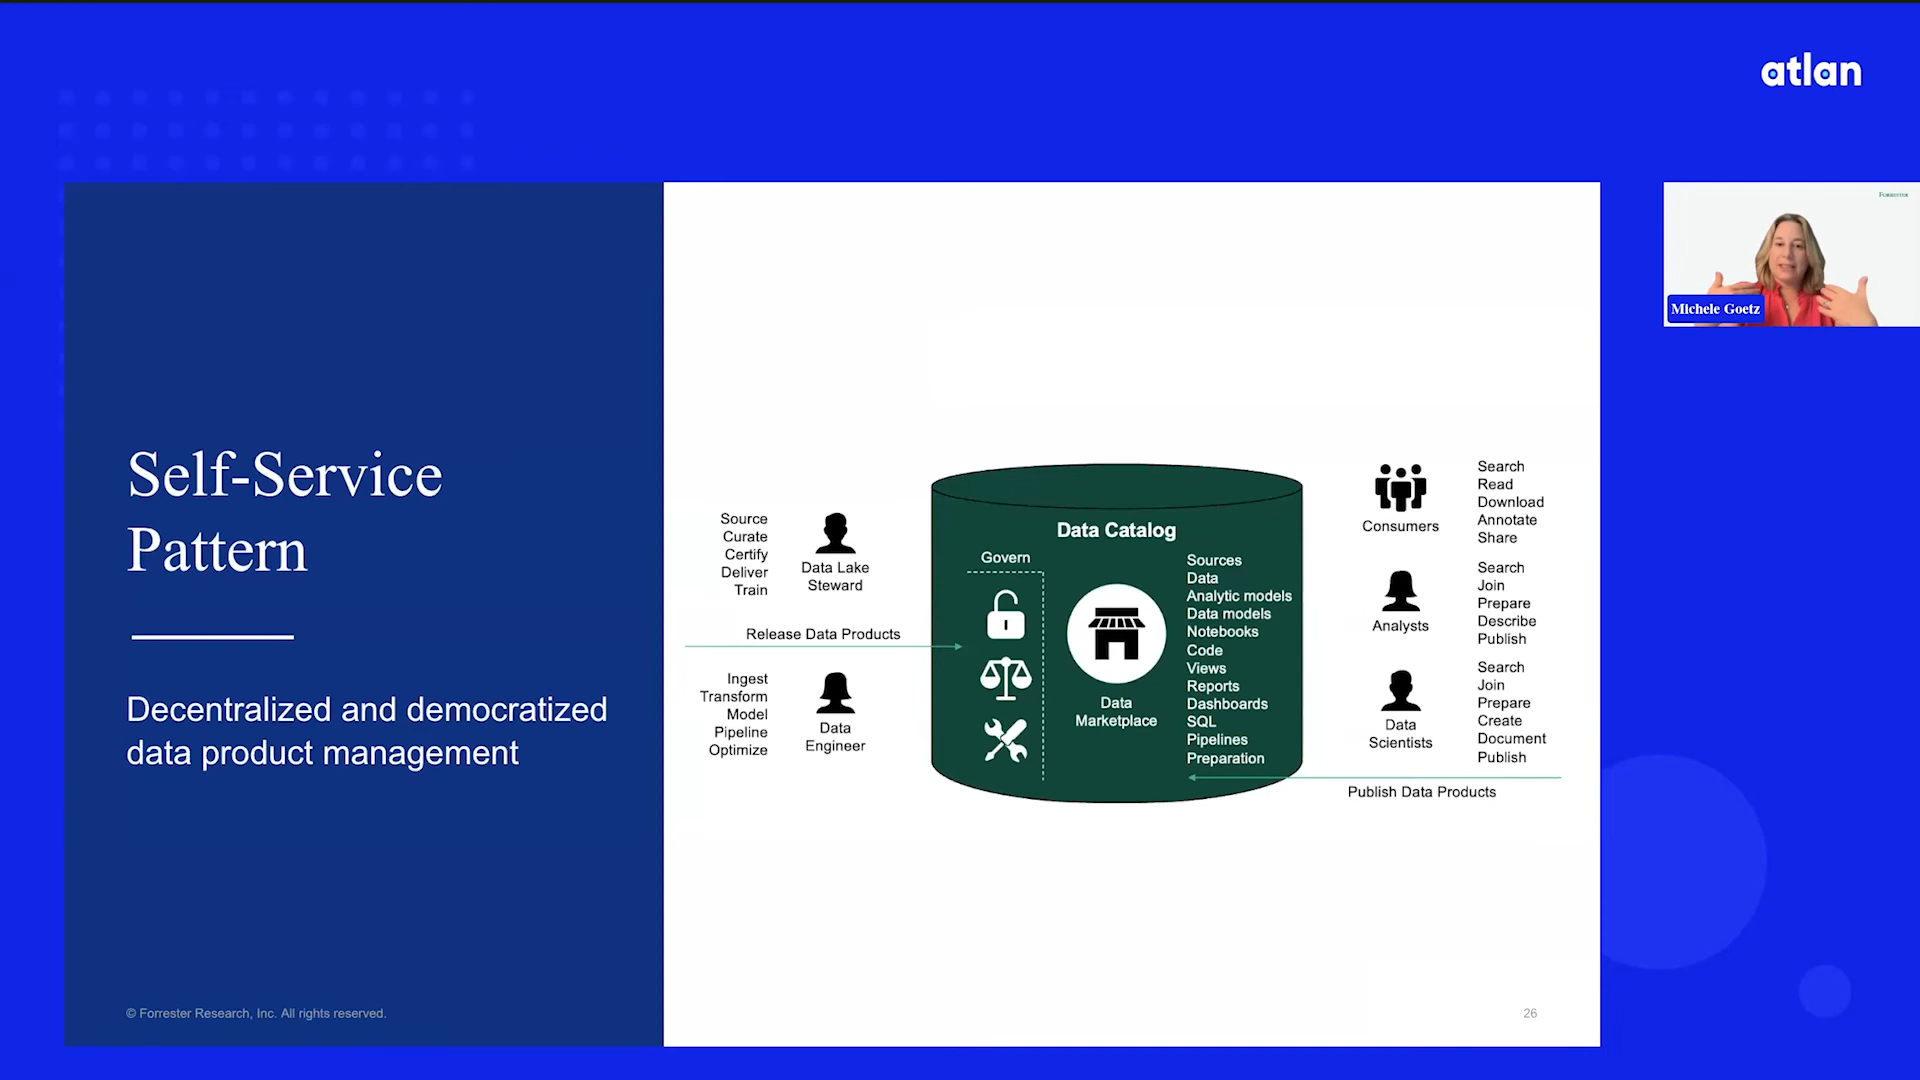 atlan
FORRESTER
Michele Goetz
Self-Service
Pattern
Decentralized and democratized
data product management
© Forrester Research, Inc. All rights reserved.
Source
Curate
Certify
Deliver
Train
Data Lake
Steward
Release Data Products
Ingest
Transform
Model
Pipeline
Optimize
Data
Engineer
Data Catalog
Govern
Data
Marketplace
Sources
Data
Analytic models
Data models
Notebooks
Code
Views
Reports
Dashboards
SQL
Pipelines
Preparation
Consumers
Search
Read
Download
Annotate
Share
Analysts
Search
Join
Prepare
Describe
Publish
Data
Scientists
Search
Join
Prepare
Create
Document
Publish
Publish Data Products
26